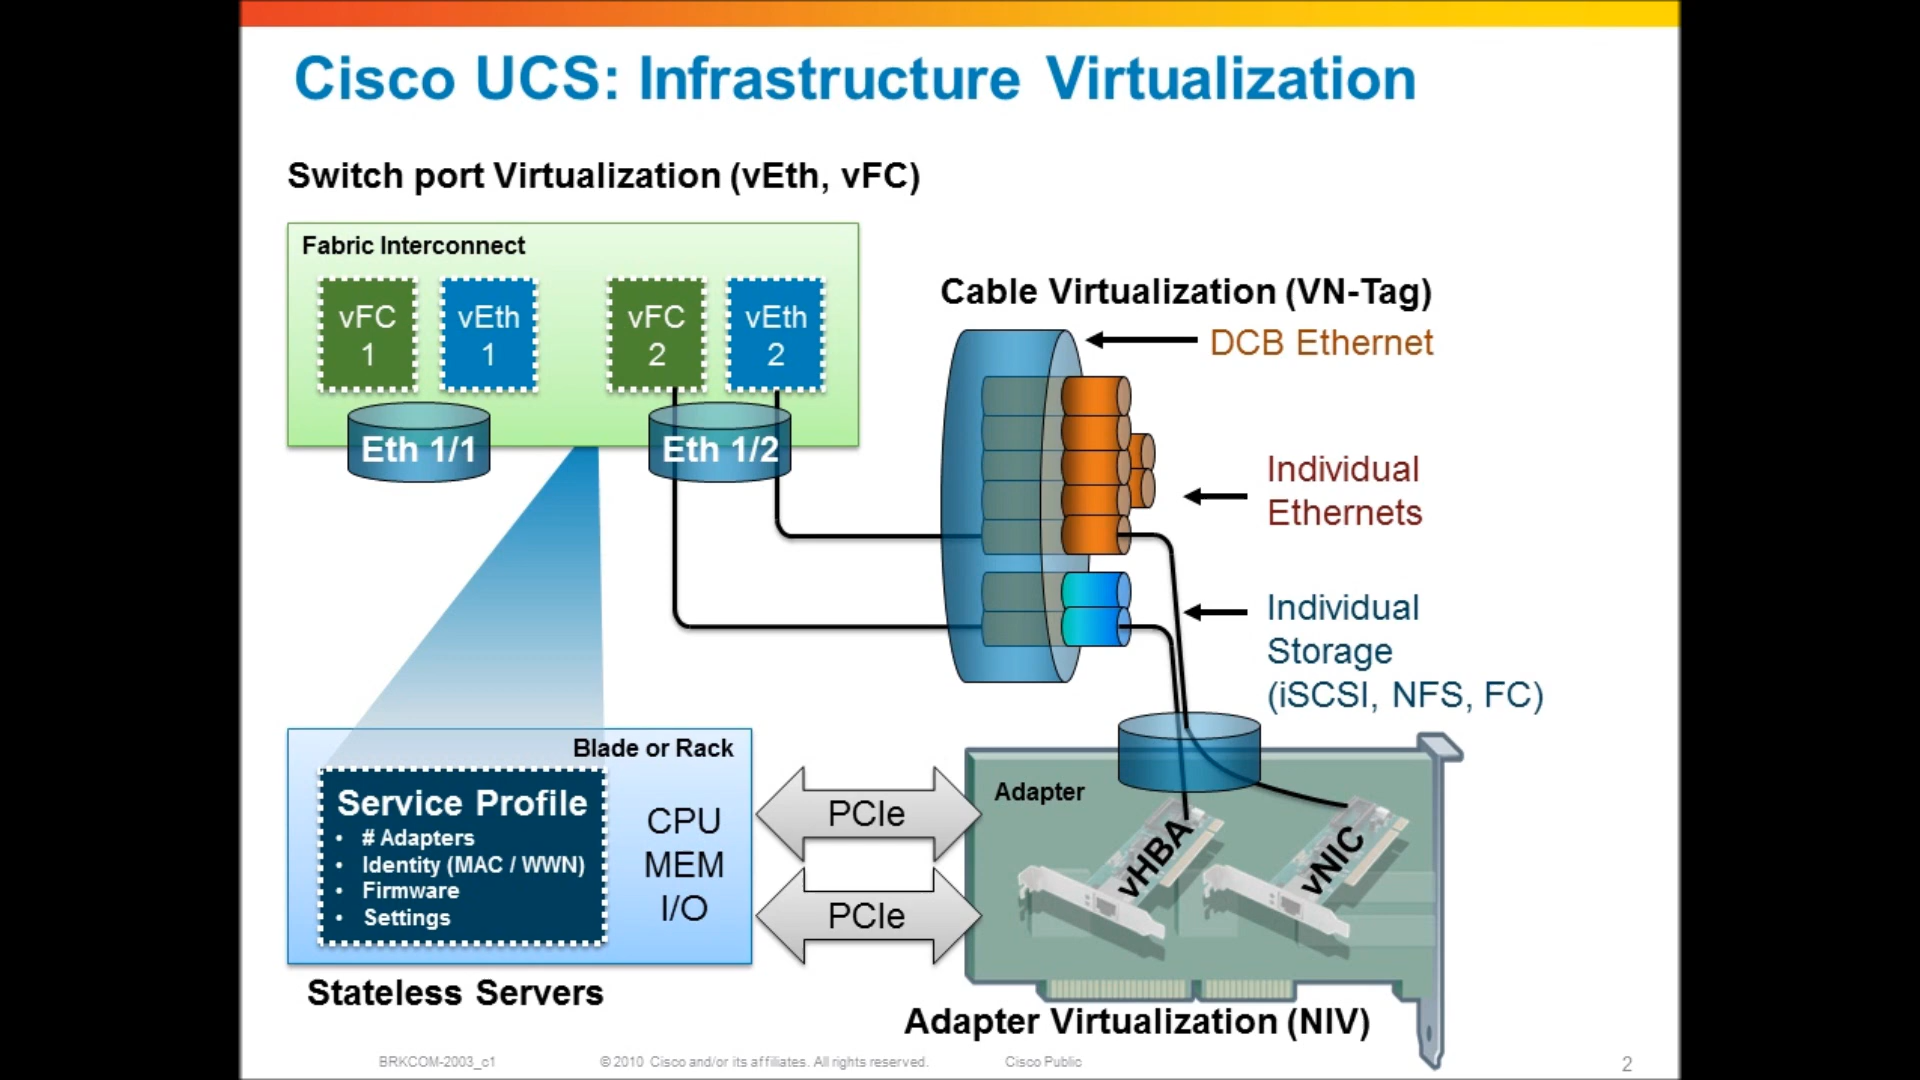 Cisco UCS: Infrastructure Virtualization
Switch port Virtualization (vEth, vFC)
Fabric Interconnect
vFC
1
vEth
1
vFC
2
vEth
2
Eth 1/1
Eth 1/2
Cable Virtualization (VN-Tag)
DCB Ethernet
Individual
Ethernets
Individual
Storage
(iSCSI, NFS, FC)
Blade or Rack
Service Profile
• # Adapters
• Identity (MAC / WWN)
• Firmware
• Settings
CPU
MEM
I/O
PCIe
PCIe
Adapter
vHBA
vNIC
Stateless Servers
Adapter Virtualization (NIV)
BRKCOM-2003_c1
© 2010 Cisco and/or its affiliates. All rights reserved.
Cisco Public
2